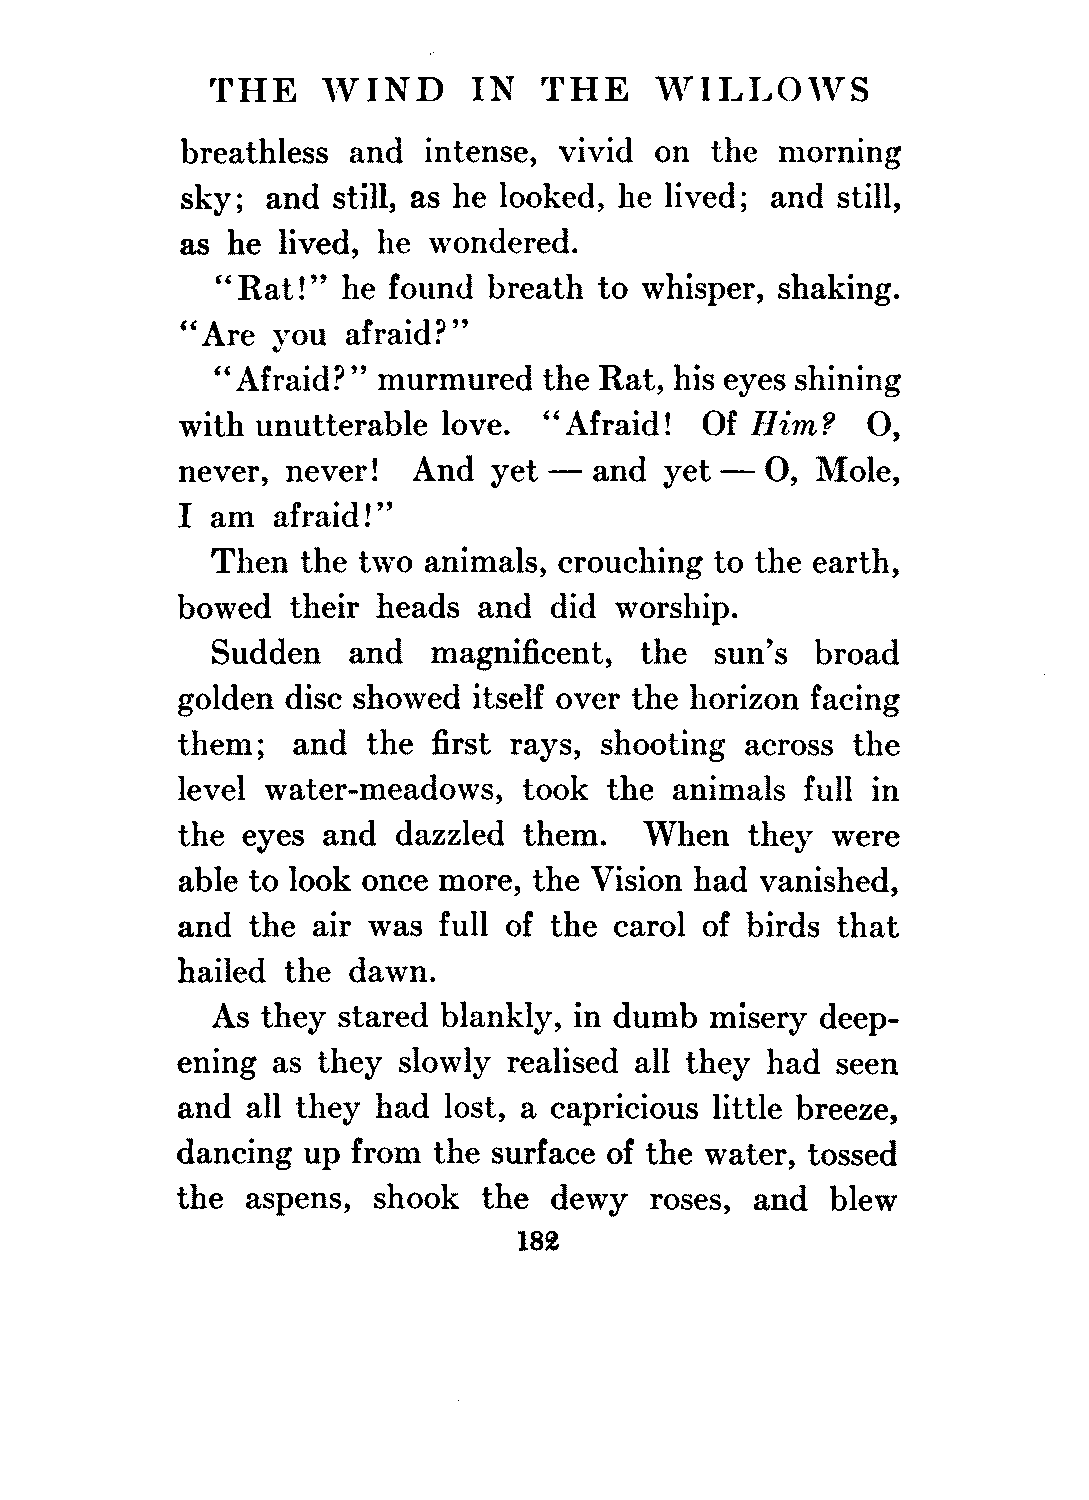 THE WIND IN THE WILLOWS
breathless and intense, vivid on the morning
sky; and still, as he looked, he lived; and still,
as he lived, he wondered.
"Rat!" he found breath to whisper, shaking.
"Are you afraid?"
"Afraid?" murmured the Rat, his eyes shining
with unutterable love. "Afraid! Of Him? O,
never, never! And yet — and yet — O, Mole,
I am afraid!"
Then the two animals, crouching to the earth,
bowed their heads and did worship.
Sudden and magnificent, the sun's broad
golden disc showed itself over the horizon facing
them; and the first rays, shooting across the
level water-meadows, took the animals full in
the eyes and dazzled them. When they were
able to look once more, the Vision had vanished,
and the air was full of the carol of birds that
hailed the dawn.
As they stared blankly, in dumb misery deep-
ening as they slowly realised all they had seen
and all they had lost, a capricious little breeze,
dancing up from the surface of the water, tossed
the aspens, shook the dewy roses, and blew
182